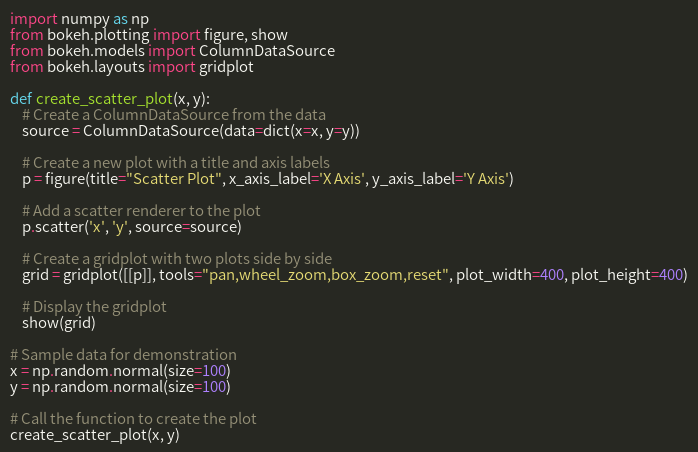 import numpy as np
from bokeh.plotting import figure, show
from bokeh.models import ColumnDataSource
from bokeh.layouts import gridplot

def create_scatter_plot(x, y):
    # Create a ColumnDataSource from the data
    source = ColumnDataSource(data=dict(x=x, y=y))

    # Create a new plot with a title and axis labels
    p = figure(title="Scatter Plot", x_axis_label='X Axis', y_axis_label='Y Axis')

    # Add a scatter renderer to the plot
    p.scatter('x', 'y', source=source)

    # Create a gridplot with two plots side by side
    grid = gridplot([[p]], tools="pan,wheel_zoom,box_zoom,reset", plot_width=400, plot_height=400)

    # Display the gridplot
    show(grid)

# Sample data for demonstration
x = np.random.normal(size=100)
y = np.random.normal(size=100)

# Call the function to create the plot
create_scatter_plot(x, y)